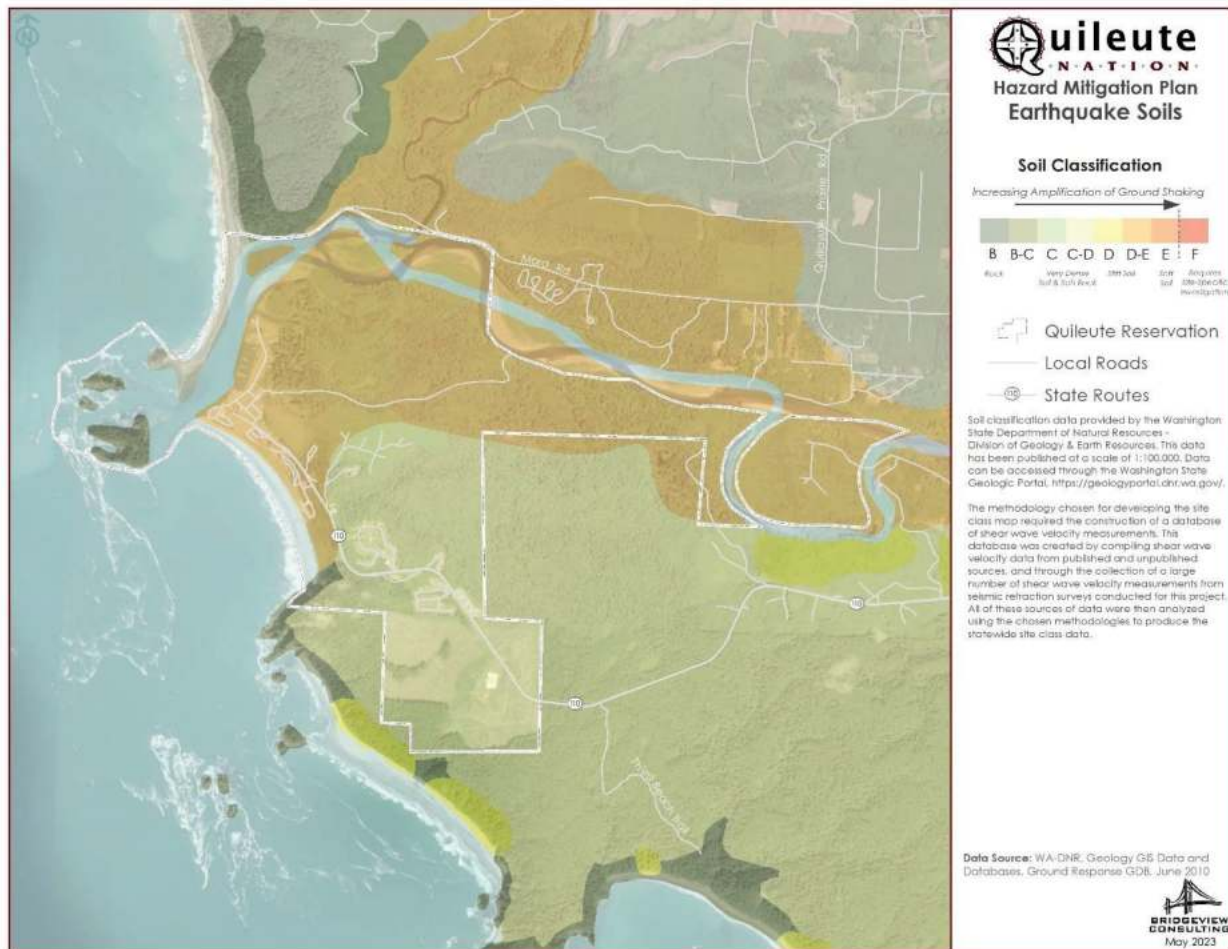 Quileute
N·A·T·I·O·N
Hazard Mitigation Plan
Earthquake Soils
Soil Classification
Increasing Amplification of Ground Shaking
B B-C C C-D D D-E E F
Rock
Very Dense
Soil & Soft Rock
Stiff Soil
Soft
Soil
Requires
Site-Specific
Investigation
Quileute Reservation
Local Roads
110 State Routes
Soil classification data provided by the Washington
State Department of Natural Resources -
Division of Geology & Earth Resources. This data
has been published at a scale of 1:100,000. Data
can be accessed through the Washington State
Geologic Portal, https://geologyportal.dnr.wa.gov/.
The methodology chosen for developing the site
class map required the construction of a database
of shear wave velocity measurements. This
database was created by compiling shear wave
velocity data from published and unpublished
sources, and through the collection of a large
number of shear wave velocity measurements from
seismic refraction surveys conducted for this project.
All of these sources of data were then analyzed
using the chosen methodologies to produce the
statewide site class data.
Data Source: WA-DNR, Geology GIS Data and
Databases, Ground Response GDB, June 2010
BRIDGEVIEW
CONSULTING
May 2023
N
Quillayute Prairie Rd
Mora Rd
110
110
110
Third Beach Trail